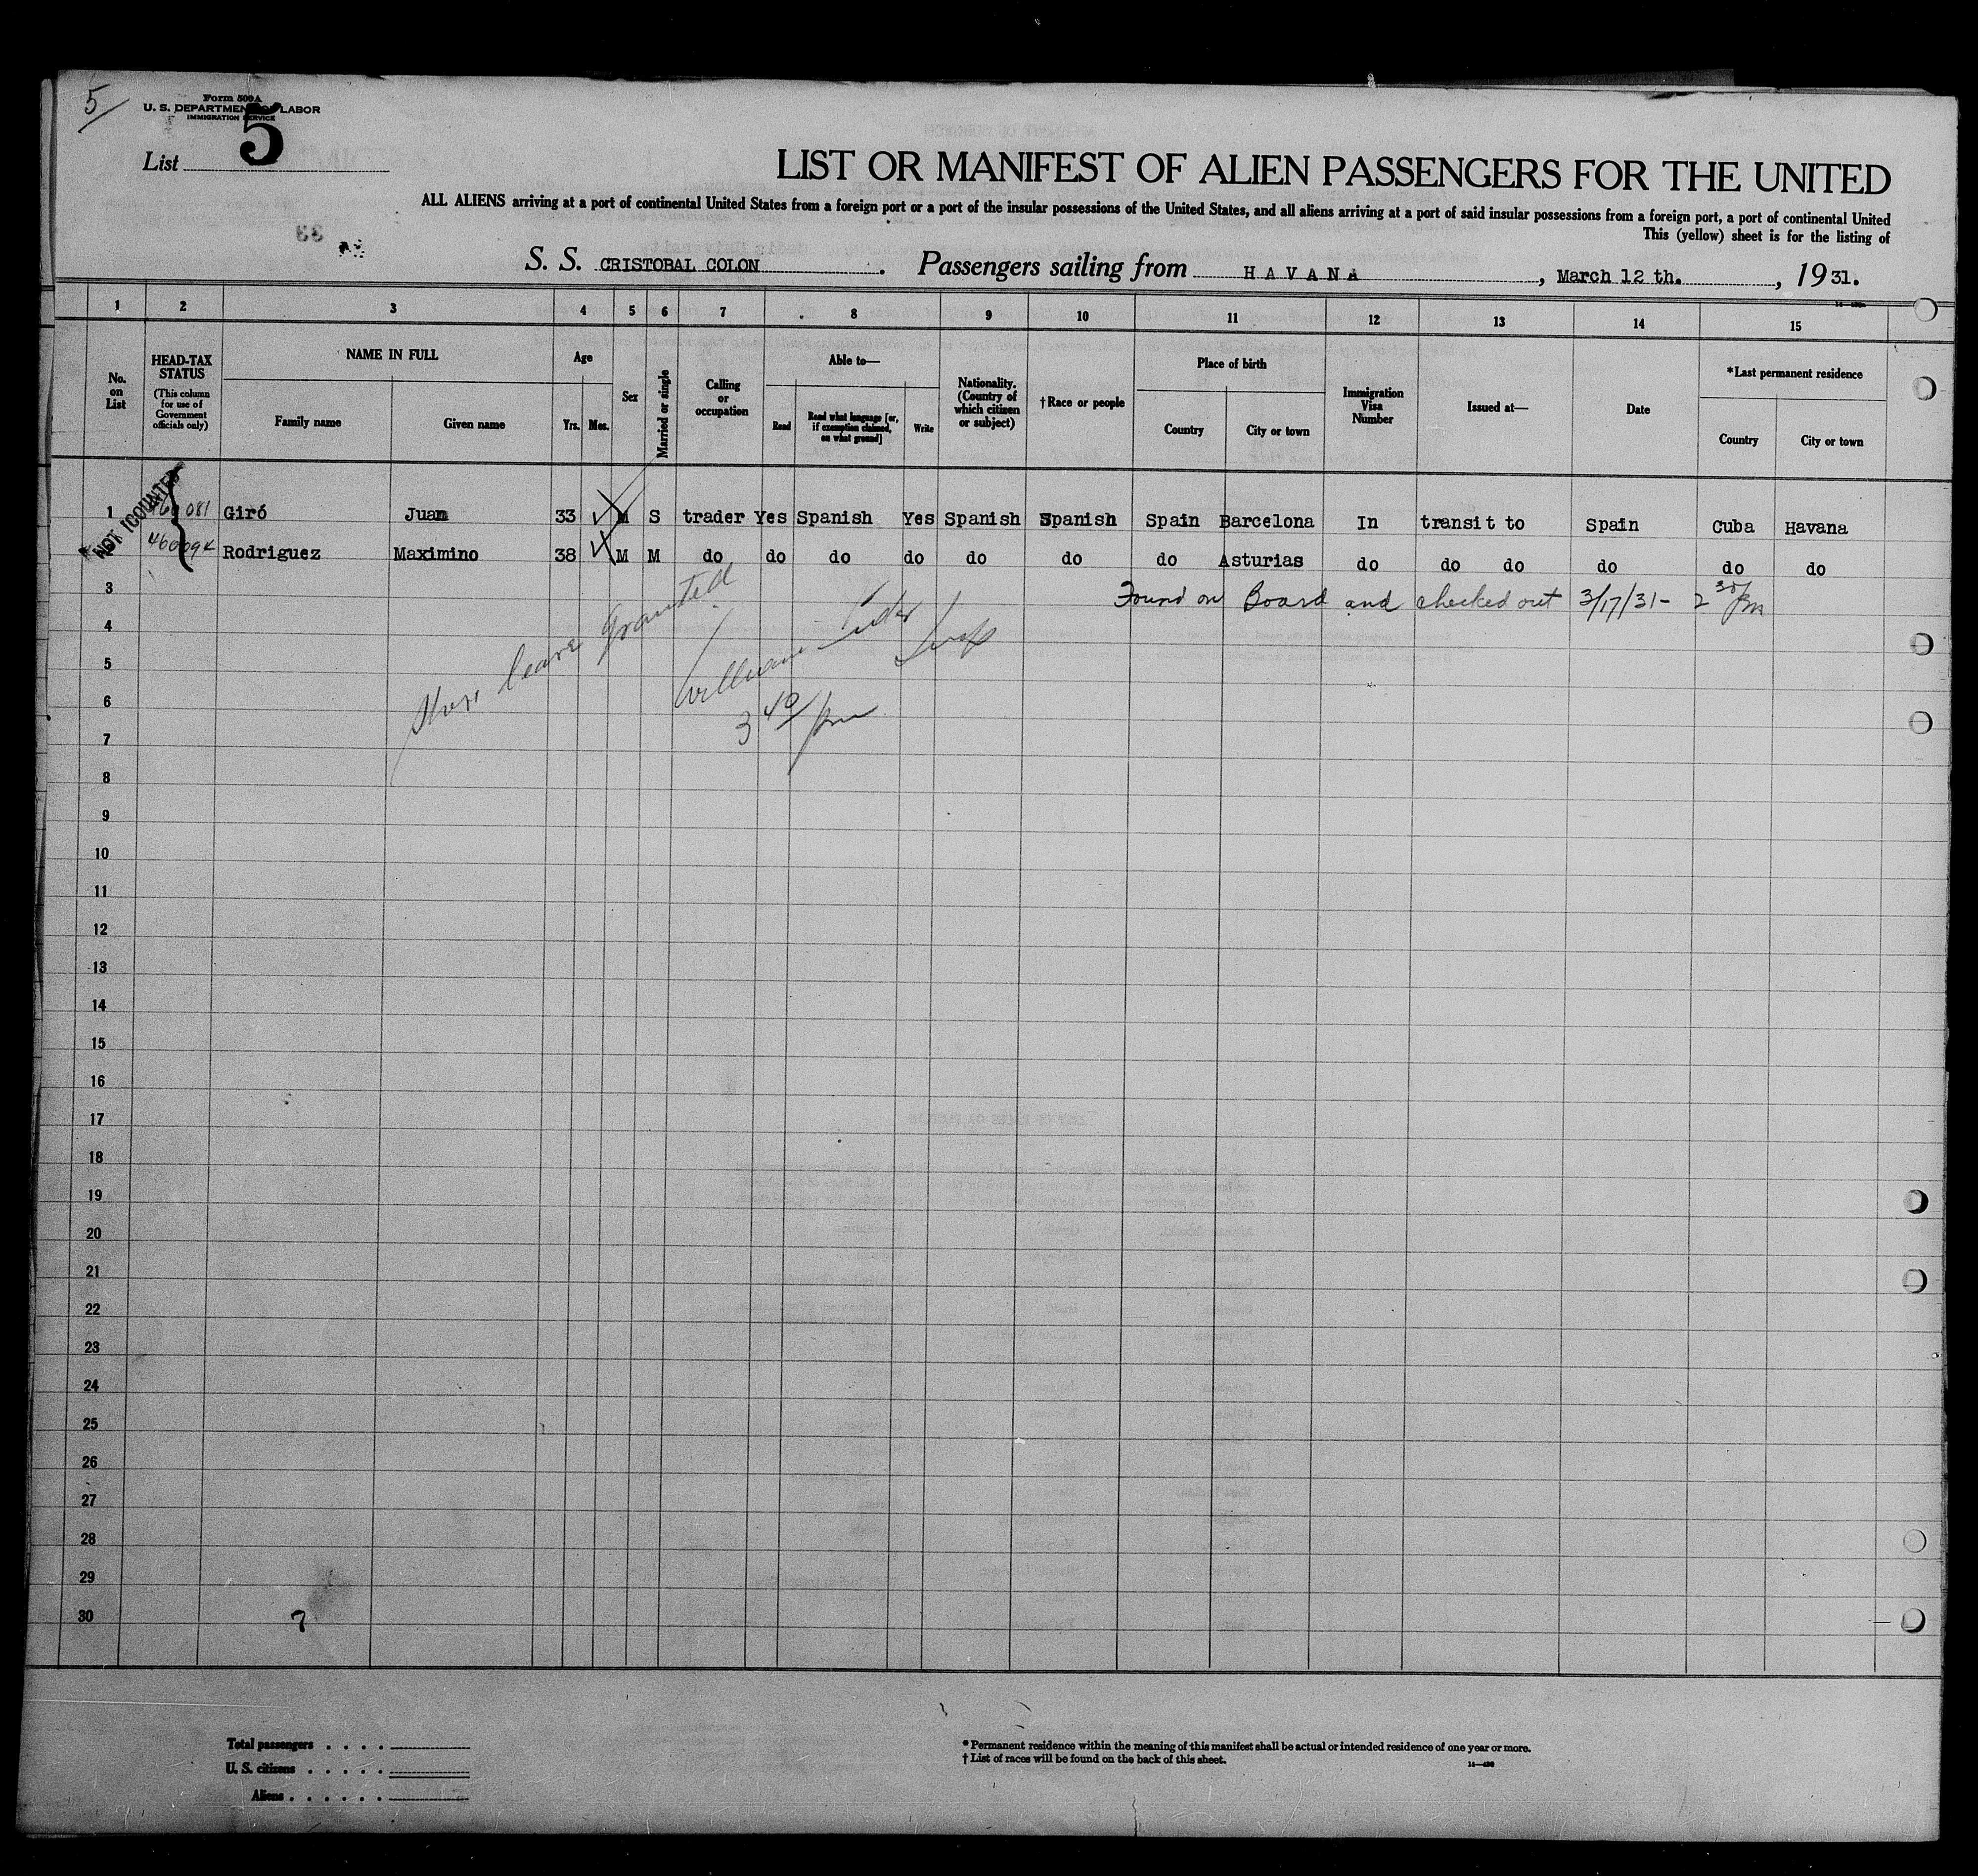 5
Form 500A
U. S. DEPARTMENT OF LABOR
IMMIGRATION SERVICE
List 5
LIST OR MANIFEST OF ALIEN PASSENGERS FOR THE UNITED
ALL ALIENS arriving at a port of continental United States from a foreign port or a port of the insular possessions of the United States, and all aliens arriving at a port of said insular possessions from a foreign port, a port of continental United
This (yellow) sheet is for the listing of
S. S. CRISTOBAL COLON. Passengers sailing from HAVANA, March 12 th., 19 31.
1 2 3 4 5 6 7 8 9 10 11 12 13 14 15
No. on List
HEAD-TAX STATUS
(This column for use of Government officials only)
NAME IN FULL
Family name Given name
Age
Yrs. Mos.
Sex
Married or single
Calling or occupation
Able to—
Read Read what language [or, if exemption claimed, on what ground] Write
Nationality. (Country of which citizen or subject)
†Race or people
Place of birth
Country City or town
Immigration Visa Number
Issued at—
Date
*Last permanent residence
Country City or town
NOT COUNTED
1 081 Giró Juan 33 M S trader Yes Spanish Yes Spanish Spanish Spain Barcelona In transit to Spain Cuba Havana
Rodriguez Maximino 38 M M do do do do do do do Asturias do do do do do do
3 Found on Board and checked out 3/17/31- 2 30/pm
leave granted
3 40/pm
4
5
6
7
8
9
10
11
12
13
14
15
16
17
18
19
20
21
22
23
24
25
26
27
28
29
30
7
Total passengers . . . .
U. S. citizens . . . . .
Aliens . . . . . .
* Permanent residence within the meaning of this manifest shall be actual or intended residence of one year or more.
† List of races will be found on the back of this sheet.